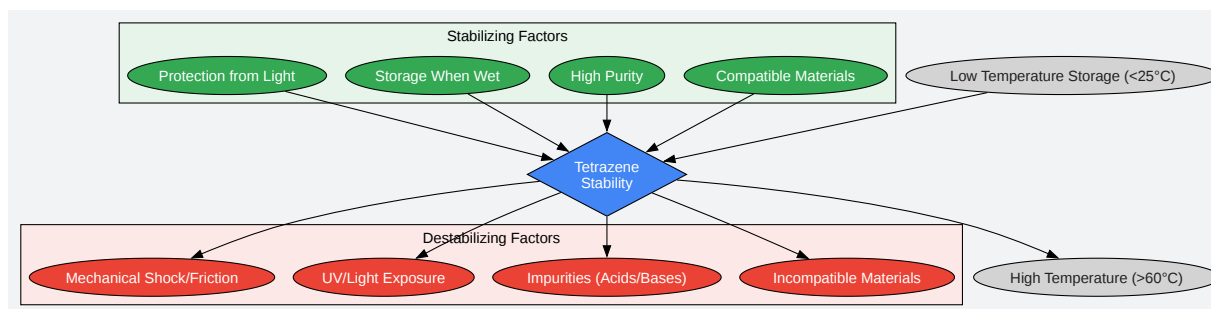 Stabilizing Factors
Protection from Light
Storage When Wet
High Purity
Compatible Materials
Low Temperature Storage (<25°C)
Tetrazene
Stability
Destabilizing Factors
Mechanical Shock/Friction
UV/Light Exposure
Impurities (Acids/Bases)
Incompatible Materials
High Temperature (>60°C)